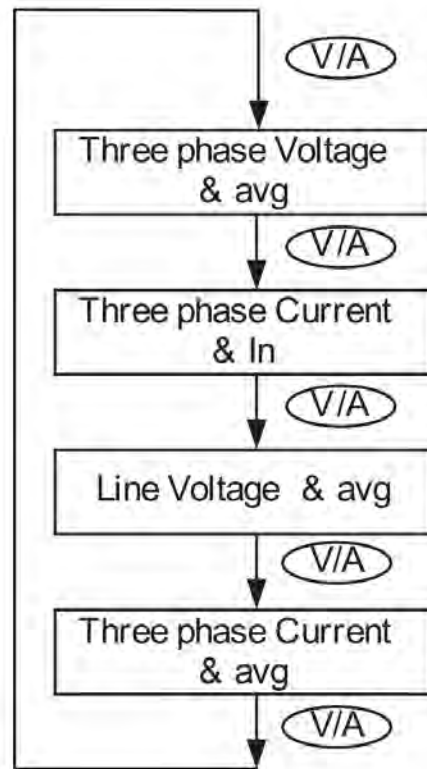 V/A
Three phase Voltage
& avg
V/A
Three phase Current
& In
V/A
Line Voltage & avg
V/A
Three phase Current
& avg
V/A